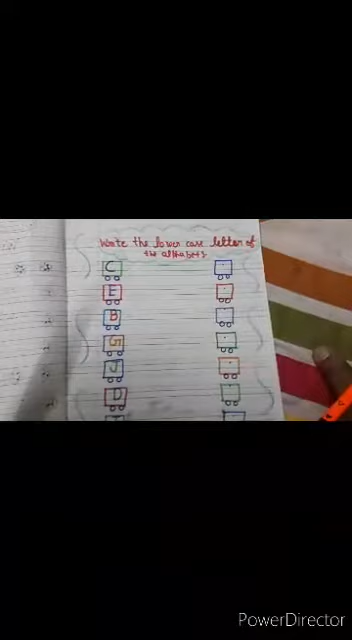 Write the lower case letter of
the alphabets
C
E
B
G
J
D
PowerDirector